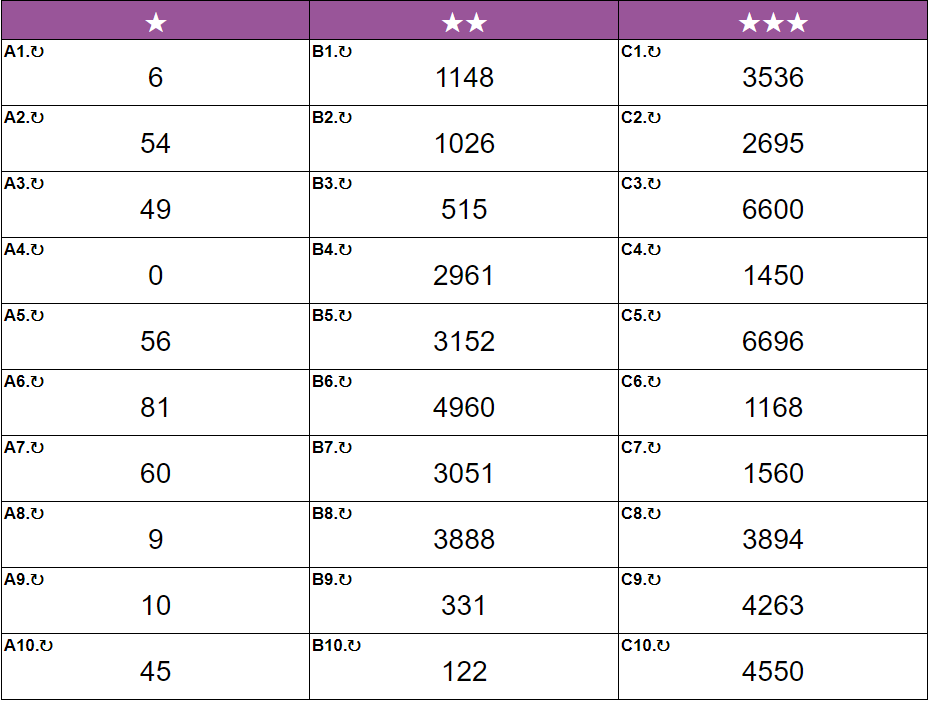 ★ ★★ ★★★
A1.↻ B1.↻ C1.↻
6 1148 3536
A2.↻ B2.↻ C2.↻
54 1026 2695
A3.↻ B3.↻ C3.↻
49 515 6600
A4.↻ B4.↻ C4.↻
0 2961 1450
A5.↻ B5.↻ C5.↻
56 3152 6696
A6.↻ B6.↻ C6.↻
81 4960 1168
A7.↻ B7.↻ C7.↻
60 3051 1560
A8.↻ B8.↻ C8.↻
9 3888 3894
A9.↻ B9.↻ C9.↻
10 331 4263
A10.↻ B10.↻ C10.↻
45 122 4550